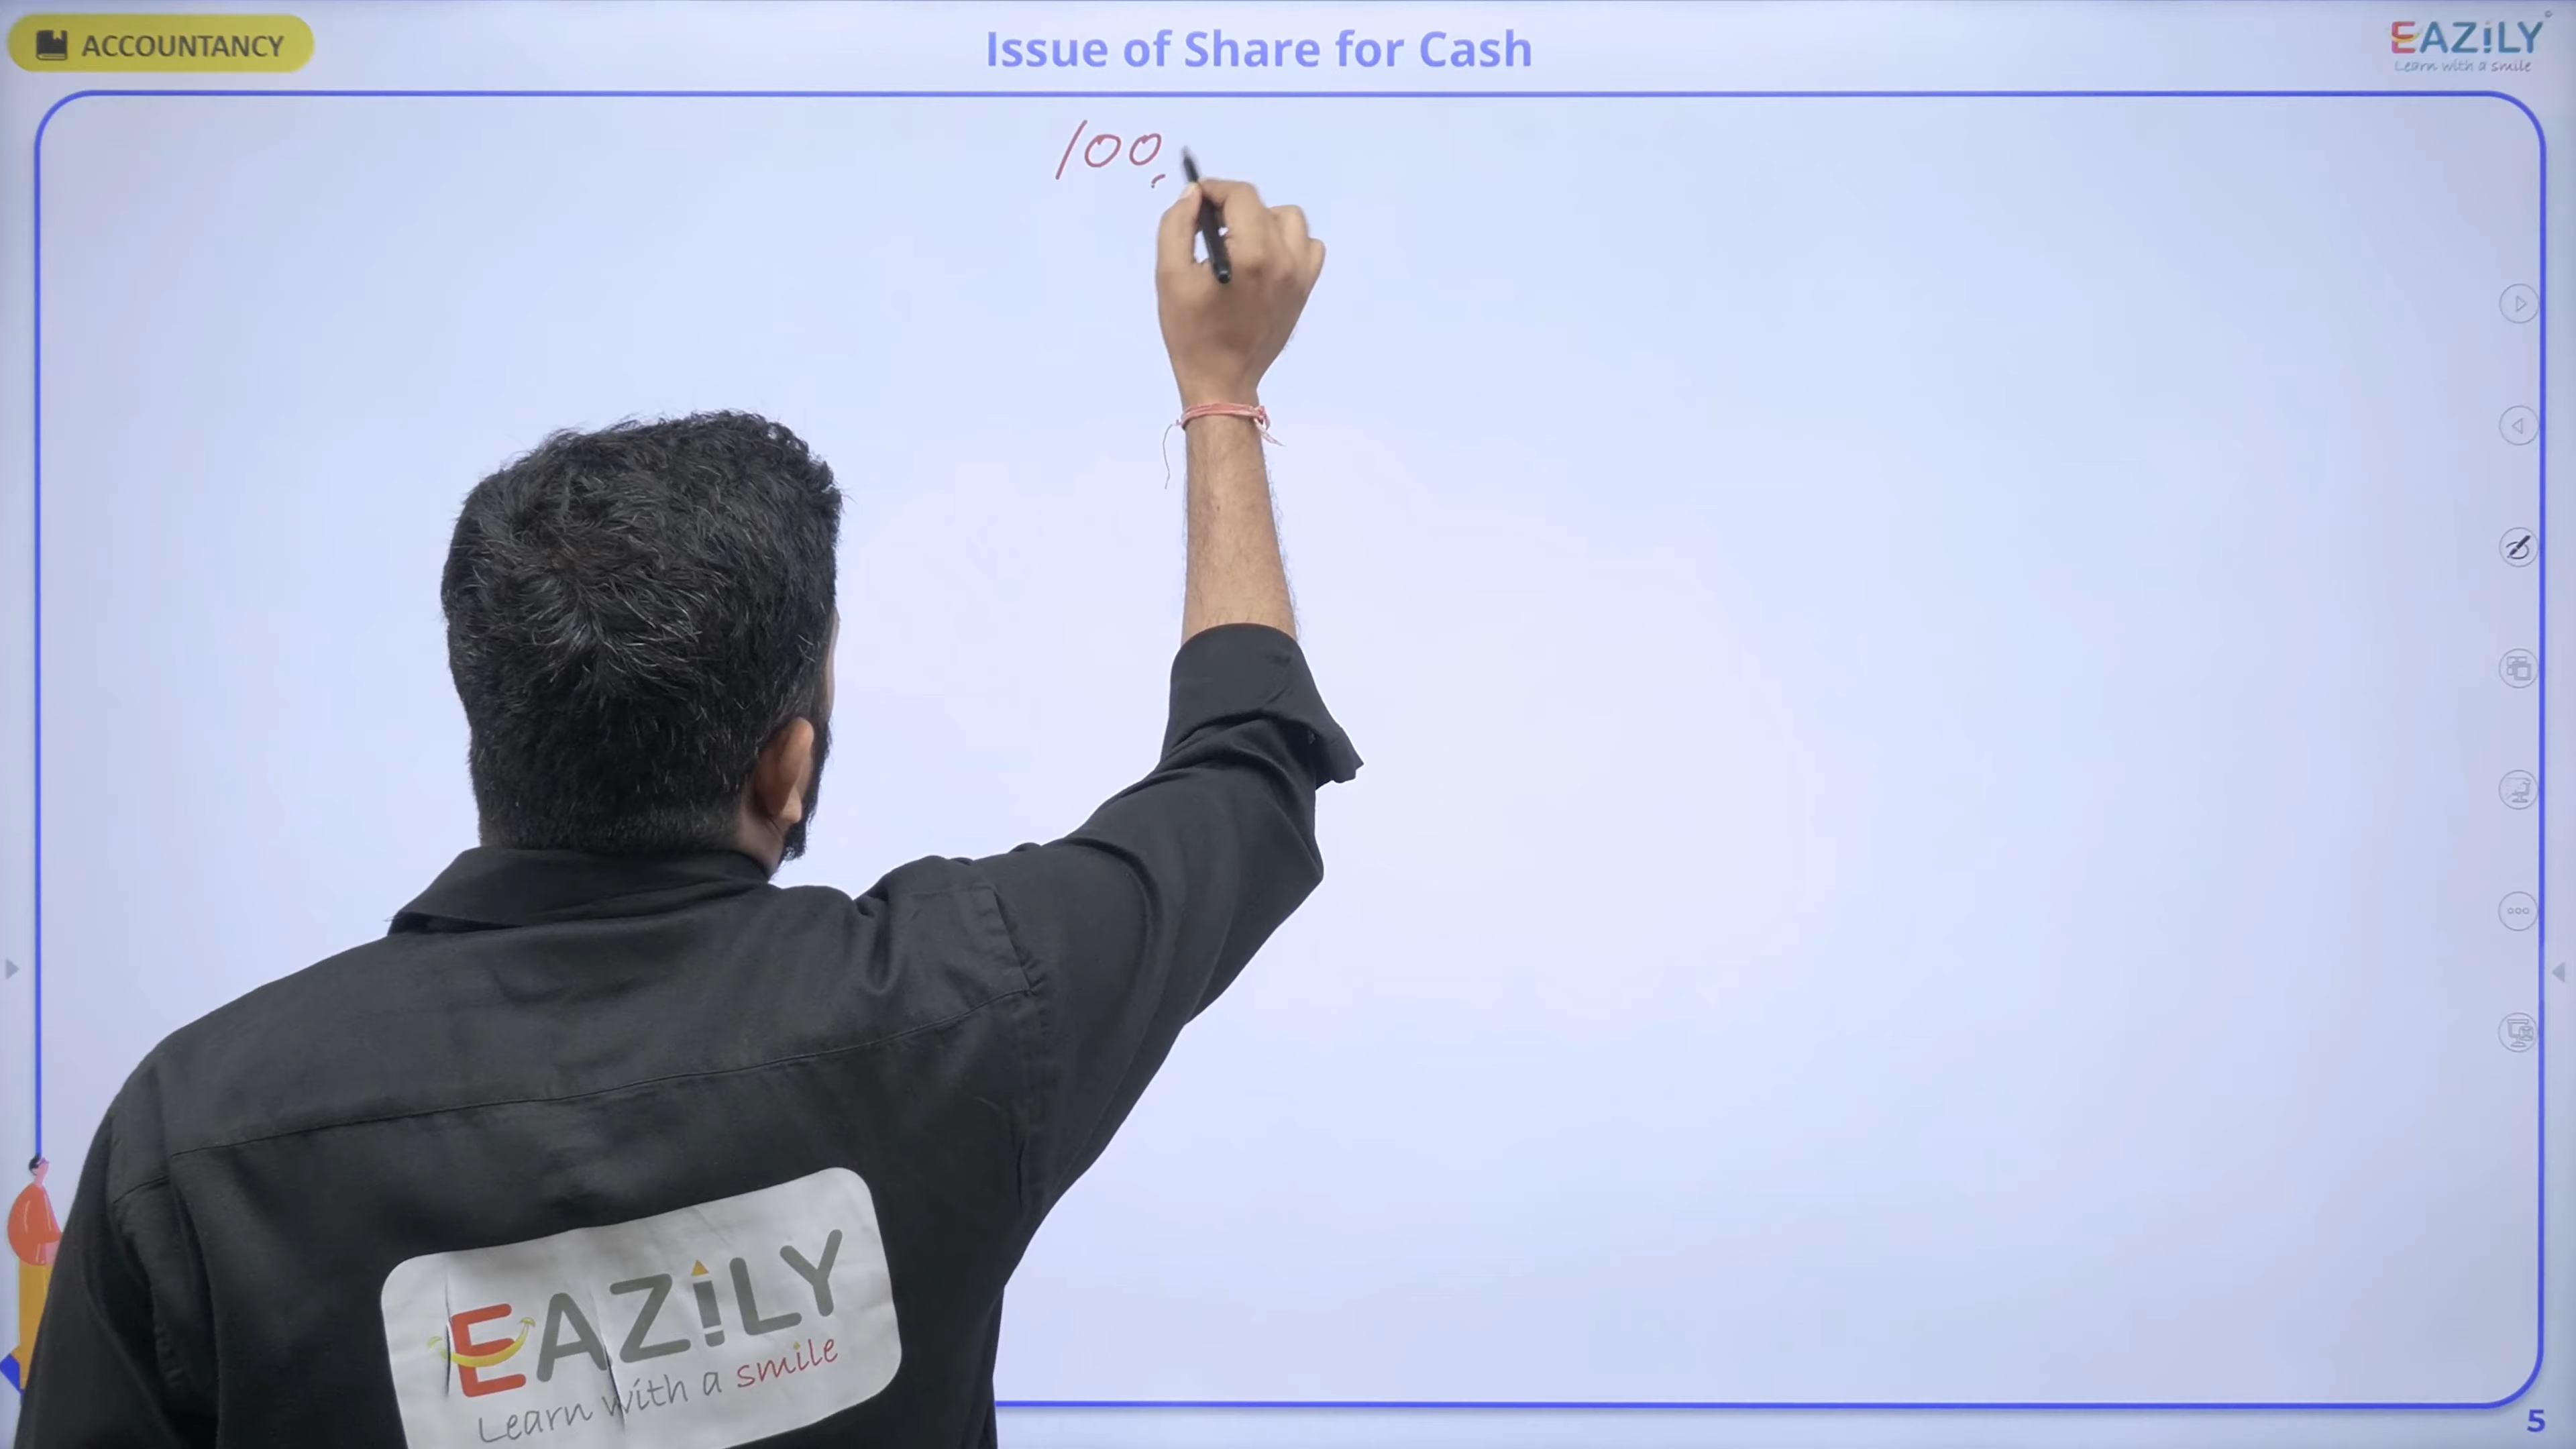 ACCOUNTANCY
Issue of Share for Cash
EAZiLY
Learn with a smile
100,
EAZiLY
Learn with a smile
5